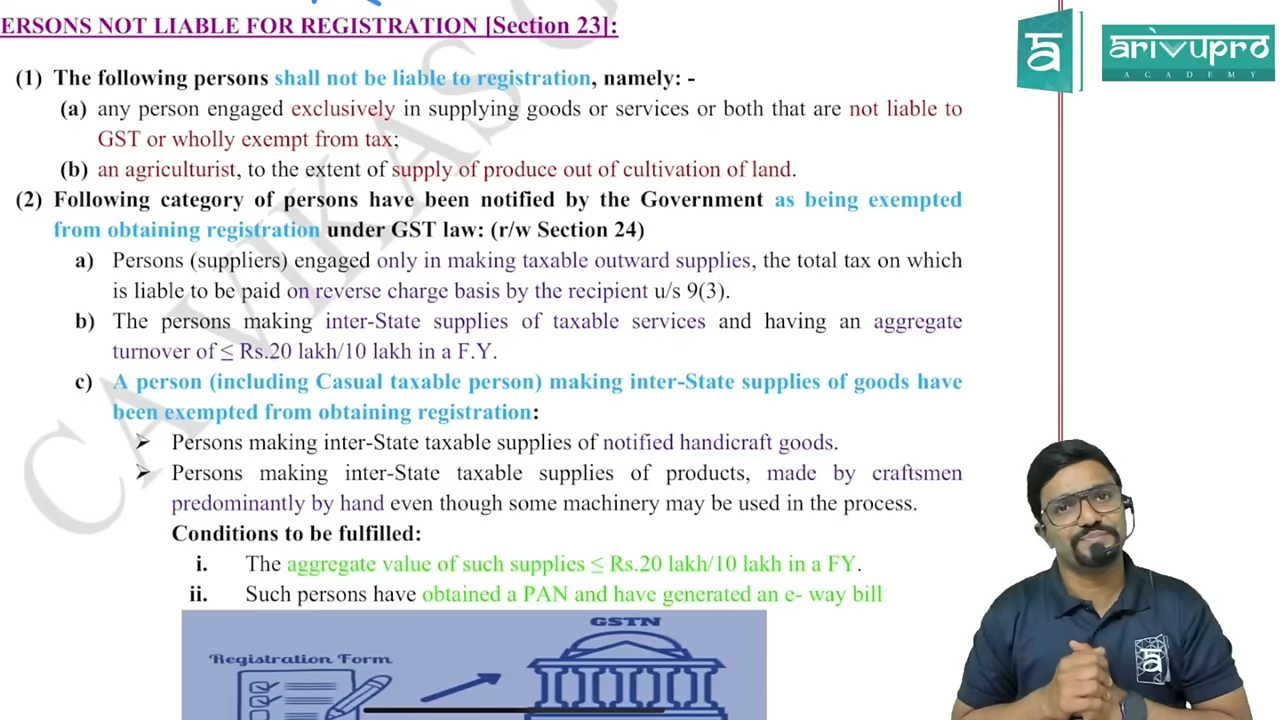 ERSONS NOT LIABLE FOR REGISTRATION [Section 23]:
(1) The following persons shall not be liable to registration, namely: -
(a) any person engaged exclusively in supplying goods or services or both that are not liable to
GST or wholly exempt from tax;
(b) an agriculturist, to the extent of supply of produce out of cultivation of land.
(2) Following category of persons have been notified by the Government as being exempted
from obtaining registration under GST law: (r/w Section 24)
a) Persons (suppliers) engaged only in making taxable outward supplies, the total tax on which
is liable to be paid on reverse charge basis by the recipient u/s 9(3).
b) The persons making inter-State supplies of taxable services and having an aggregate
turnover of ≤ Rs.20 lakh/10 lakh in a F.Y.
c) A person (including Casual taxable person) making inter-State supplies of goods have
been exempted from obtaining registration:
➢ Persons making inter-State taxable supplies of notified handicraft goods.
➢ Persons making inter-State taxable supplies of products, made by craftsmen
predominantly by hand even though some machinery may be used in the process.
Conditions to be fulfilled:
i. The aggregate value of such supplies ≤ Rs.20 lakh/10 lakh in a FY.
ii. Such persons have obtained a PAN and have generated an e- way bill
GSTN
Registration Form
arivupro
ACADEMY
CA VIKAS